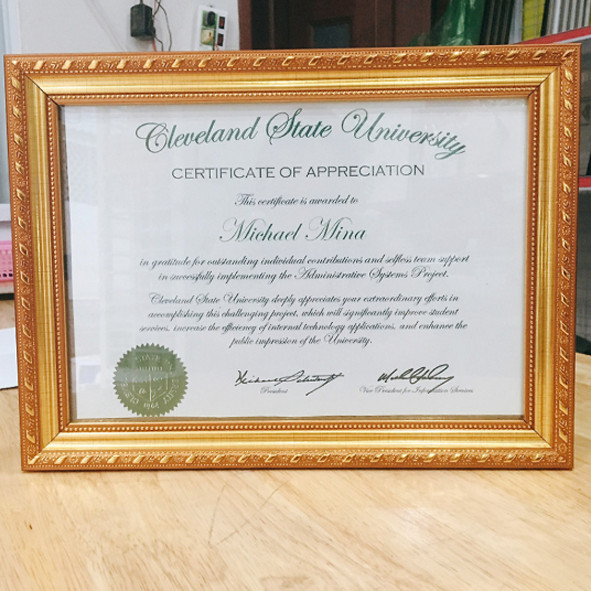 Cleveland State University
CERTIFICATE OF APPRECIATION
This certificate is awarded to
Michael Mina
in gratitude for outstanding individual contributions and selfless team support
in successfully implementing the Administrative Systems Project.
Cleveland State University deeply appreciates your extraordinary efforts in
accomplishing this challenging project, which will significantly improve student
services, increase the efficiency of internal technology applications, and enhance the
public impression of the University.
President
Vice President for Information Services
1964